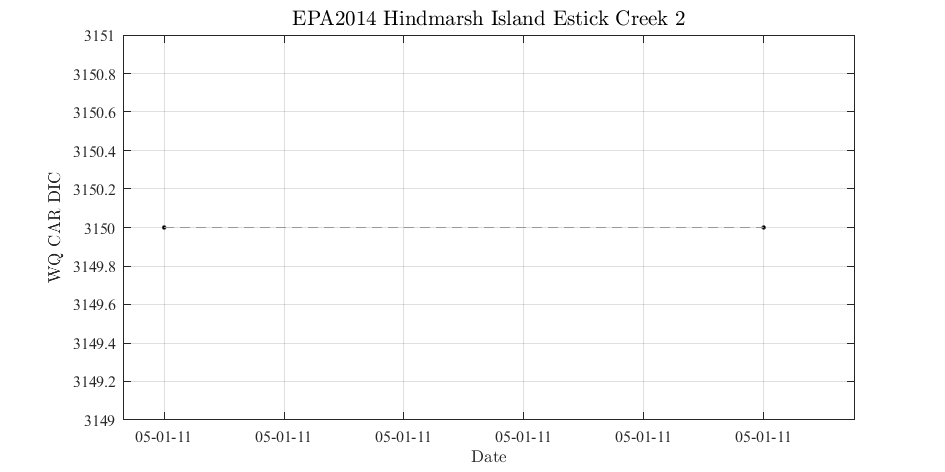 EPA2014 Hindmarsh Island Estick Creek 2
3151
3150.8
3150.6
3150.4
3150.2
3150
3149.8
3149.6
3149.4
3149.2
3149
WQ CAR DIC
05-01-11 05-01-11 05-01-11 05-01-11 05-01-11 05-01-11
Date